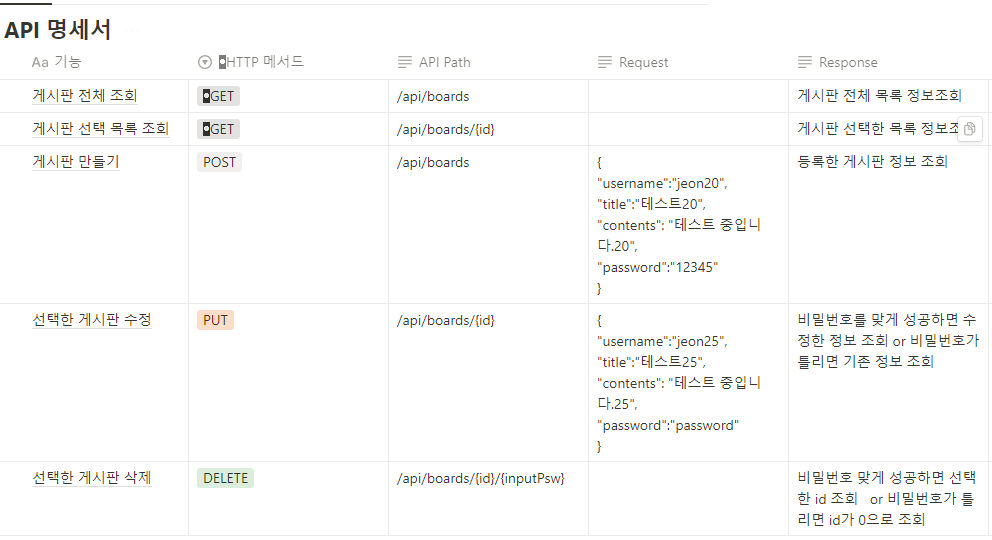 API 명세서
Aa 기능 HTTP 메서드 API Path Request Response
게시판 전체 조회 GET /api/boards 게시판 전체 목록 정보조회
게시판 선택 목록 조회 GET /api/boards/{id} 게시판 선택한 목록 정보조
게시판 만들기 POST /api/boards { 등록한 게시판 정보 조회
"username":"jeon20",
"title":"테스트20",
"contents": "테스트 중입니
다.20",
"password":"12345"
}
선택한 게시판 수정 PUT /api/boards/{id} { 비밀번호를 맞게 성공하면 수
"username":"jeon25", 정한 정보 조회 or 비밀번호가
"title":"테스트25", 틀리면 기존 정보 조회
"contents": "테스트 중입니
다.25",
"password":"password"
}
선택한 게시판 삭제 DELETE /api/boards/{id}/{inputPsw} 비밀번호 맞게 성공하면 선택
한 id 조회 or 비밀번호가 틀
리면 id가 0으로 조회